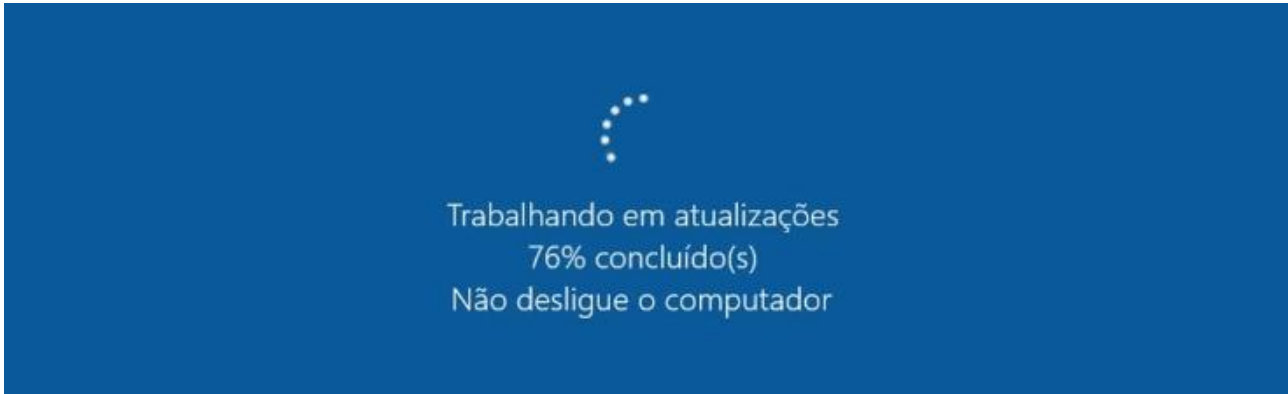 Trabalhando em atualizações
76% concluído(s)
Não desligue o computador